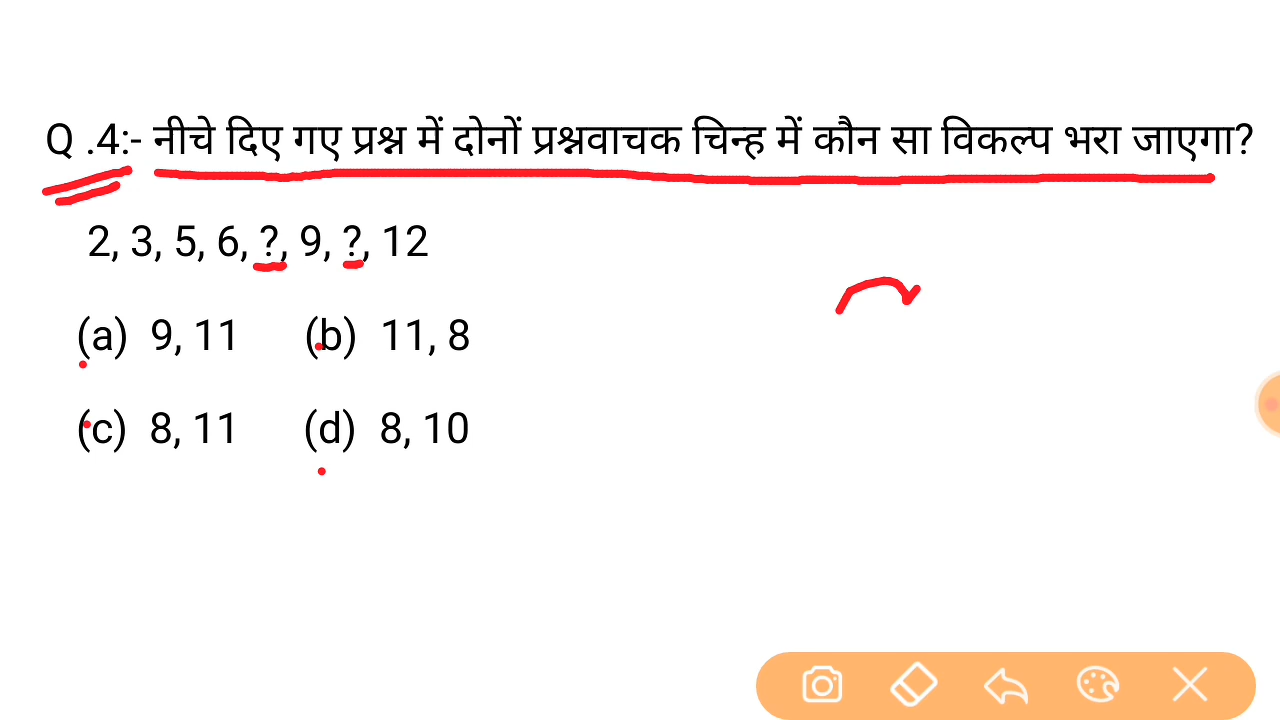 Q .4:- नीचे दिए गए प्रश्न में दोनों प्रश्नवाचक चिन्ह में कौन सा विकल्प भरा जाएगा?
2, 3, 5, 6, ?, 9, ?, 12
(a) 9, 11 (b) 11, 8
(c) 8, 11 (d) 8, 10